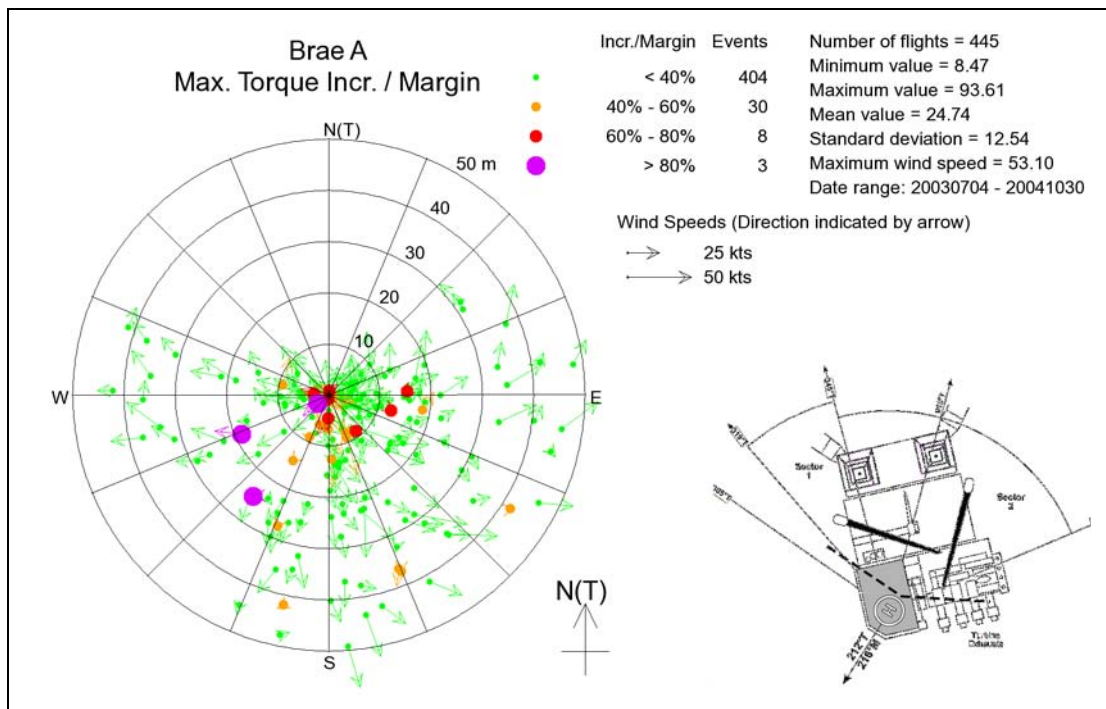 Brae A
Max. Torque Incr. / Margin
Incr./Margin Events
< 40% 404
40% - 60% 30
60% - 80% 8
> 80% 3
Number of flights = 445
Minimum value = 8.47
Maximum value = 93.61
Mean value = 24.74
Standard deviation = 12.54
Maximum wind speed = 53.10
Date range: 20030704 - 20041030
Wind Speeds (Direction indicated by arrow)
25 kts
50 kts
N(T)
50 m
40
30
20
10
W
E
S
N(T)
Sector
1
Sector
2
H
212°T
216°M
Turbine
Exhausts